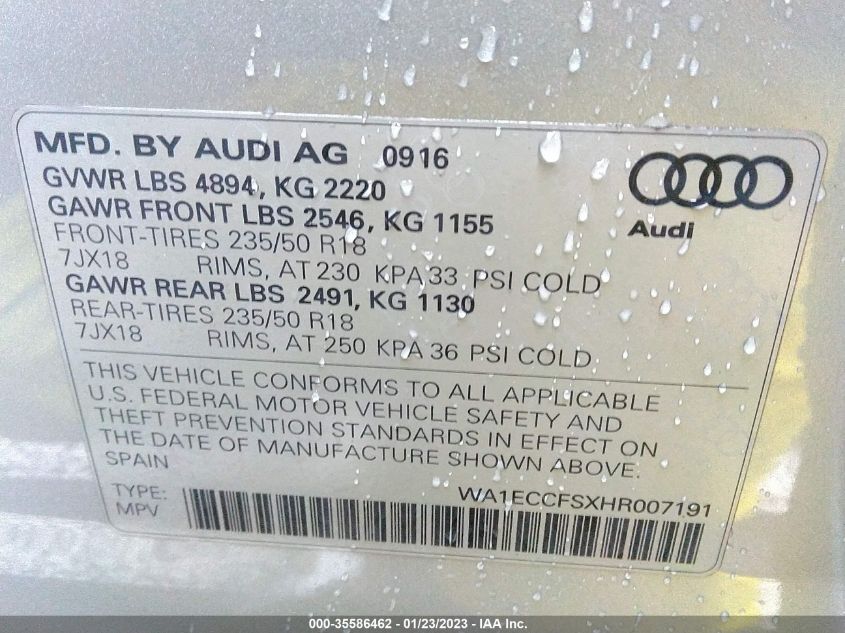 MFD. BY AUDI AG 0916
GVWR LBS 4894, KG 2220
GAWR FRONT LBS 2546, KG 1155
FRONT-TIRES 235/50 R18
7JX18 RIMS, AT 230 KPA 33 PSI COLD
GAWR REAR LBS 2491, KG 1130
REAR-TIRES 235/50 R18
7JX18 RIMS, AT 250 KPA 36 PSI COLD
Audi
THIS VEHICLE CONFORMS TO ALL APPLICABLE
U.S. FEDERAL MOTOR VEHICLE SAFETY AND
THEFT PREVENTION STANDARDS IN EFFECT ON
THE DATE OF MANUFACTURE SHOWN ABOVE.
SPAIN
TYPE: WA1ECCFSXHR007191
MPV
000-35586462 - 01/23/2023 - IAA Inc.